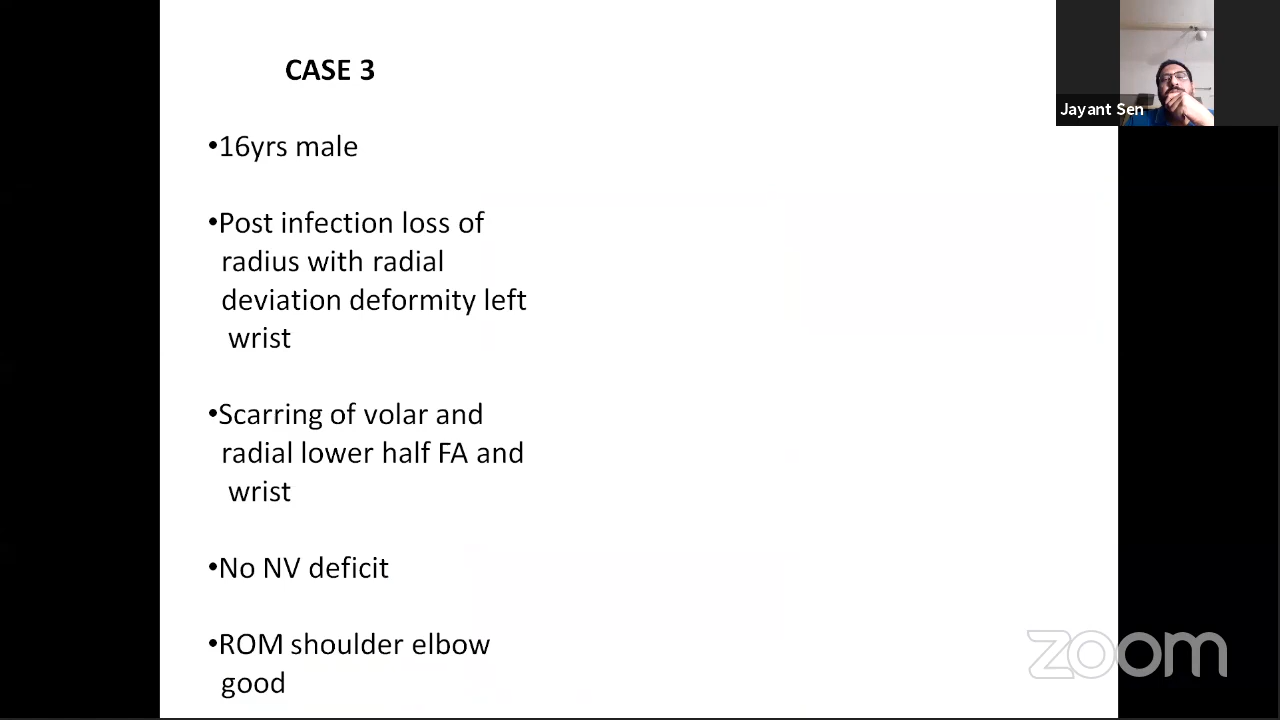 CASE 3
•16yrs male
•Post infection loss of
radius with radial
deviation deformity left
wrist
•Scarring of volar and
radial lower half FA and
wrist
•No NV deficit
•ROM shoulder elbow
good
Jayant Sen
zoom